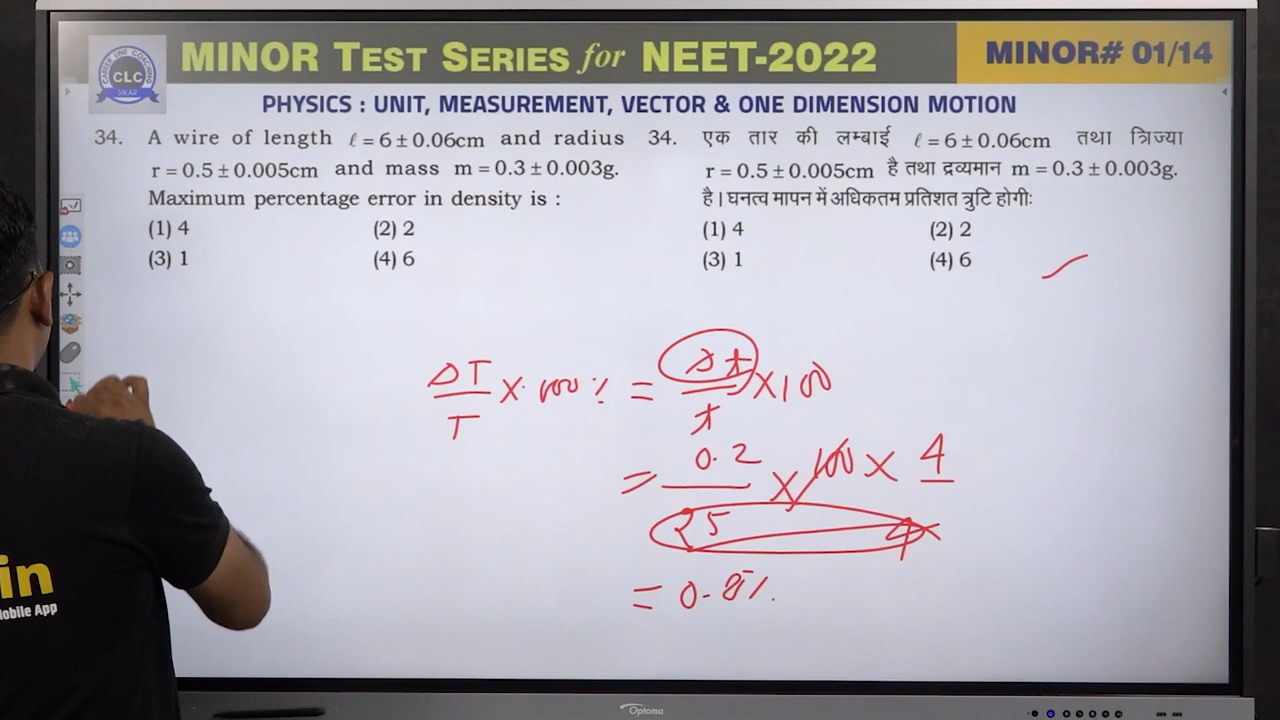 MINOR TEST SERIES for NEET-2022
MINOR# 01/14
CAREER LINE COACHING
CLC
SIKAR
PHYSICS : UNIT, MEASUREMENT, VECTOR & ONE DIMENSION MOTION
34. A wire of length ℓ = 6 ± 0.06cm and radius
r = 0.5 ± 0.005cm and mass m = 0.3 ± 0.003g.
Maximum percentage error in density is :
(1) 4 (2) 2
(3) 1 (4) 6
34. एक तार की लम्बाई ℓ = 6 ± 0.06cm तथा त्रिज्या
r = 0.5 ± 0.005cm है तथा द्रव्यमान m = 0.3 ± 0.003g.
है। घनत्व मापन में अधिकतम प्रतिशत त्रुटि होगीः
(1) 4 (2) 2
(3) 1 (4) 6
ΔT/T × 100 % = Δt/t × 100
= 0.2/25 × 100 × 4/4
= 0.8%
in
Mobile App
Optoma